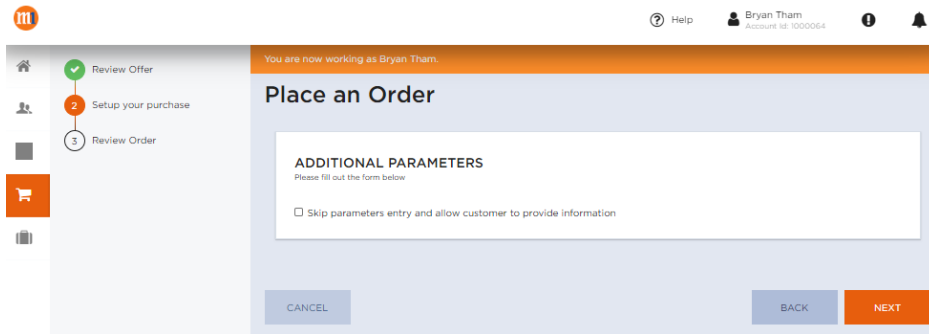 m1
Help
Bryan Tham
Account Id: 1000064
Review Offer
2 Setup your purchase
3 Review Order
You are now working as Bryan Tham.
Place an Order
ADDITIONAL PARAMETERS
Please fill out the form below
Skip parameters entry and allow customer to provide information
CANCEL
BACK
NEXT